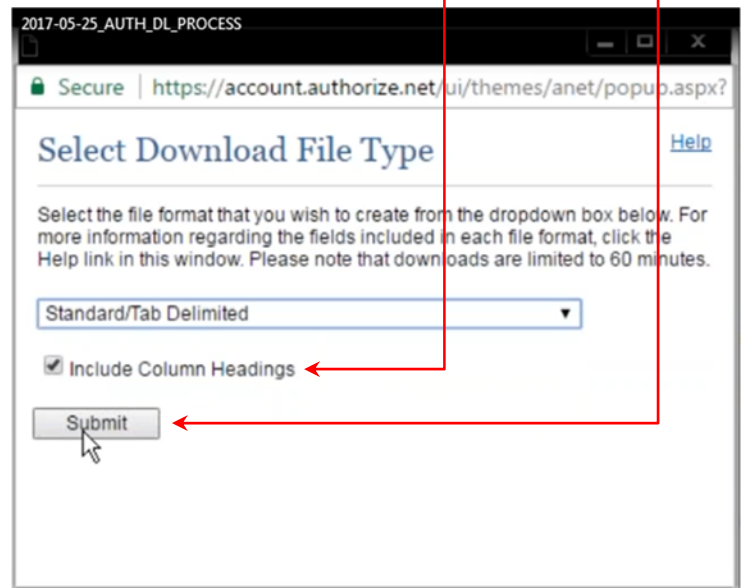 2017-05-25_AUTH_DL_PROCESS
Secure | https://account.authorize.net/ui/themes/anet/popup.aspx?
Select Download File Type
Help
Select the file format that you wish to create from the dropdown box below. For
more information regarding the fields included in each file format, click the
Help link in this window. Please note that downloads are limited to 60 minutes.
Standard/Tab Delimited
Include Column Headings
Submit